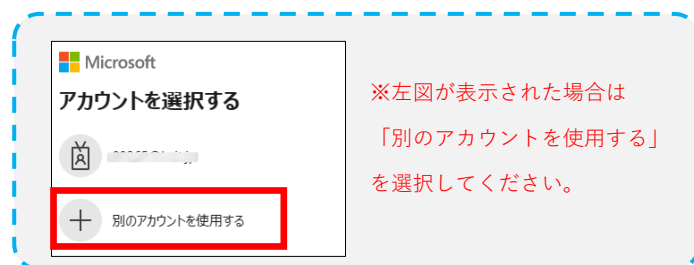 Microsoft
アカウントを選択する
別のアカウントを使用する
※左図が表示された場合は
「別のアカウントを使用する」
を選択してください。